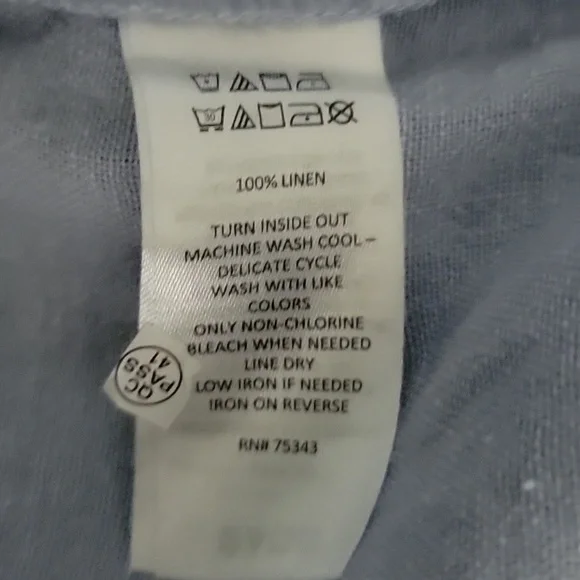 100% LINEN
TURN INSIDE OUT
MACHINE WASH COOL –
DELICATE CYCLE
WASH WITH LIKE
COLORS
ONLY NON-CHLORINE
BLEACH WHEN NEEDED
LINE DRY
LOW IRON IF NEEDED
IRON ON REVERSE
RN# 75343
QC
PASS
41